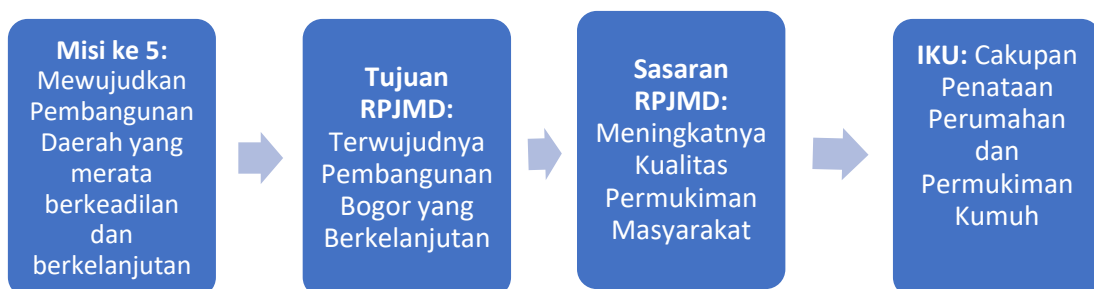 Misi ke 5:
Mewujudkan
Pembangunan
Daerah yang
merata
berkeadilan
dan
berkelanjutan
Tujuan
RPJMD:
Terwujudnya
Pembangunan
Bogor yang
Berkelanjutan
Sasaran
RPJMD:
Meningkatnya
Kualitas
Permukiman
Masyarakat
IKU: Cakupan
Penataan
Perumahan
dan
Permukiman
Kumuh